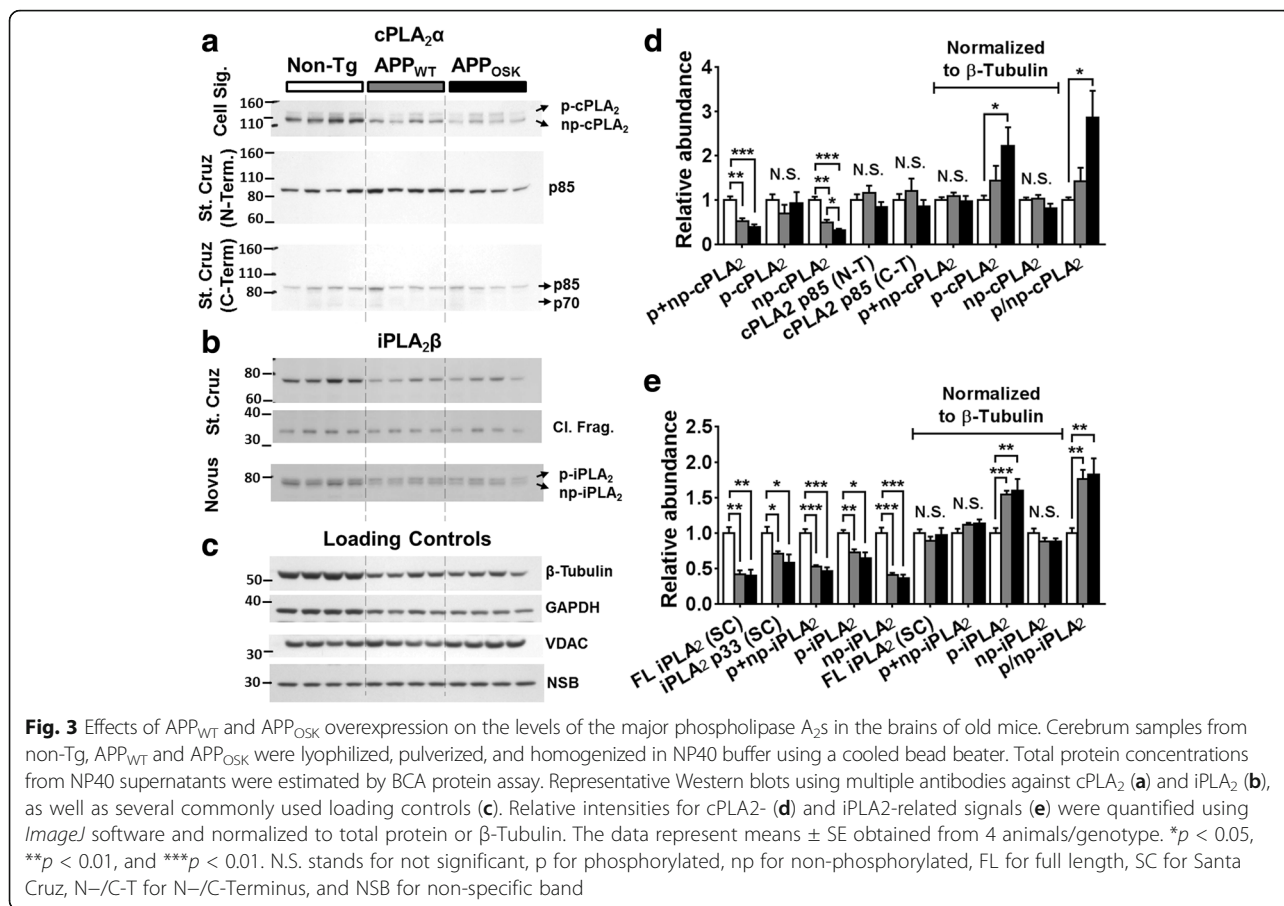 a
cPLA₂α
Non-Tg APP_WT APP_OSK
Cell Sig.
160
110
p-cPLA₂
np-cPLA₂
St. Cruz
(N-Term.)
160
110
80
60
p85
St. Cruz
(C-Term)
160
110
80
p85
p70
b
iPLA₂β
St. Cruz
80
60
40
30
Cl. Frag.
Novus
80
p-iPLA₂
np-iPLA₂
c
Loading Controls
50
β-Tubulin
40
GAPDH
30
VDAC
30
NSB
d
Normalized
to β-Tubulin
Relative abundance
5
4
3
2
1
0
***
**
N.S.
***
**
*
N.S.
N.S.
N.S.
*
N.S.
*
p+np-cPLA₂
p-cPLA₂
np-cPLA₂
cPLA2 p85 (N-T)
cPLA2 p85 (C-T)
p+np-cPLA₂
p-cPLA₂
np-cPLA₂
p/np-cPLA₂
e
Normalized
to β-Tubulin
Relative abundance
2.5
2.0
1.5
1.0
0.5
0.0
**
**
*
*
***
***
*
**
***
***
N.S.
N.S.
**
***
N.S.
**
**
FL iPLA₂ (SC)
iPLA₂ p33 (SC)
p+np-iPLA₂
p-iPLA₂
np-iPLA₂
FL iPLA₂ (SC)
p+np-iPLA₂
p-iPLA₂
np-iPLA₂
p/np-iPLA₂
Fig. 3 Effects of APP_WT and APP_OSK overexpression on the levels of the major phospholipase A₂s in the brains of old mice. Cerebrum samples from
non-Tg, APP_WT and APP_OSK were lyophilized, pulverized, and homogenized in NP40 buffer using a cooled bead beater. Total protein concentrations
from NP40 supernatants were estimated by BCA protein assay. Representative Western blots using multiple antibodies against cPLA₂ (a) and iPLA₂ (b),
as well as several commonly used loading controls (c). Relative intensities for cPLA2- (d) and iPLA2-related signals (e) were quantified using
ImageJ software and normalized to total protein or β-Tubulin. The data represent means ± SE obtained from 4 animals/genotype. *p < 0.05,
**p < 0.01, and ***p < 0.01. N.S. stands for not significant, p for phosphorylated, np for non-phosphorylated, FL for full length, SC for Santa
Cruz, N–/C-T for N–/C-Terminus, and NSB for non-specific band